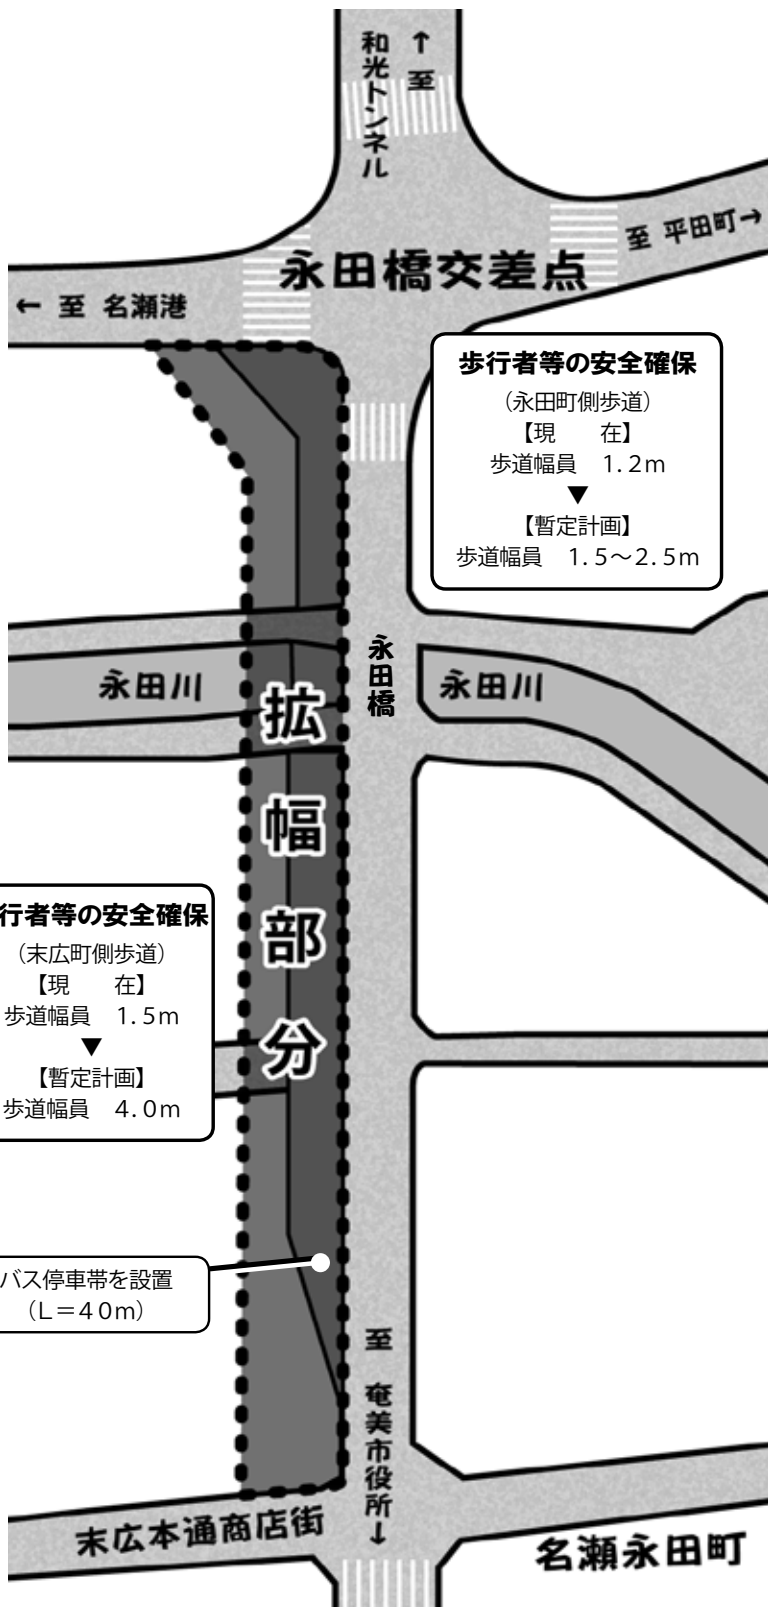 ↑至
和光トンネル
至 平田町→
永田橋交差点
← 至 名瀬港
歩行者等の安全確保
（永田町側歩道）
【現　　在】
歩道幅員　１.２ｍ
▼
【暫定計画】
歩道幅員　１.５～２.５ｍ
永田橋
永田川
永田川
拡幅部分
行者等の安全確保
（末広町側歩道）
【現　　在】
歩道幅員　１.５ｍ
▼
【暫定計画】
歩道幅員　４.０ｍ
バス停車帯を設置
（Ｌ＝４０ｍ）
至 奄美市役所↓
末広本通商店街
名瀬永田町